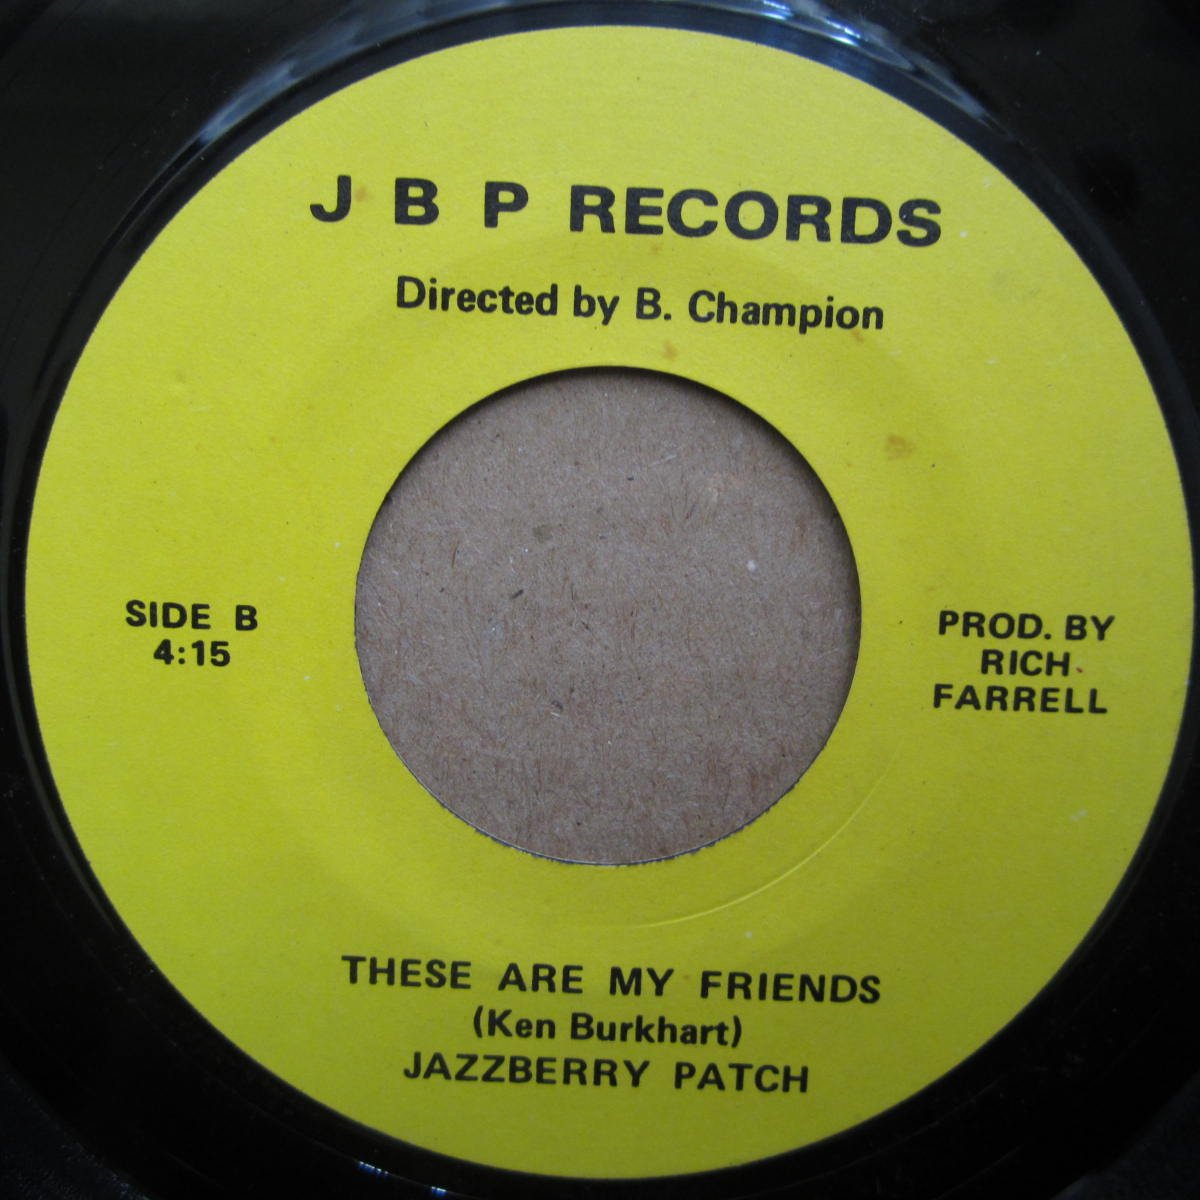 J B P RECORDS
Directed by B. Champion
SIDE B
4:15
PROD. BY
RICH
FARRELL
THESE ARE MY FRIENDS
(Ken Burkhart)
JAZZBERRY PATCH